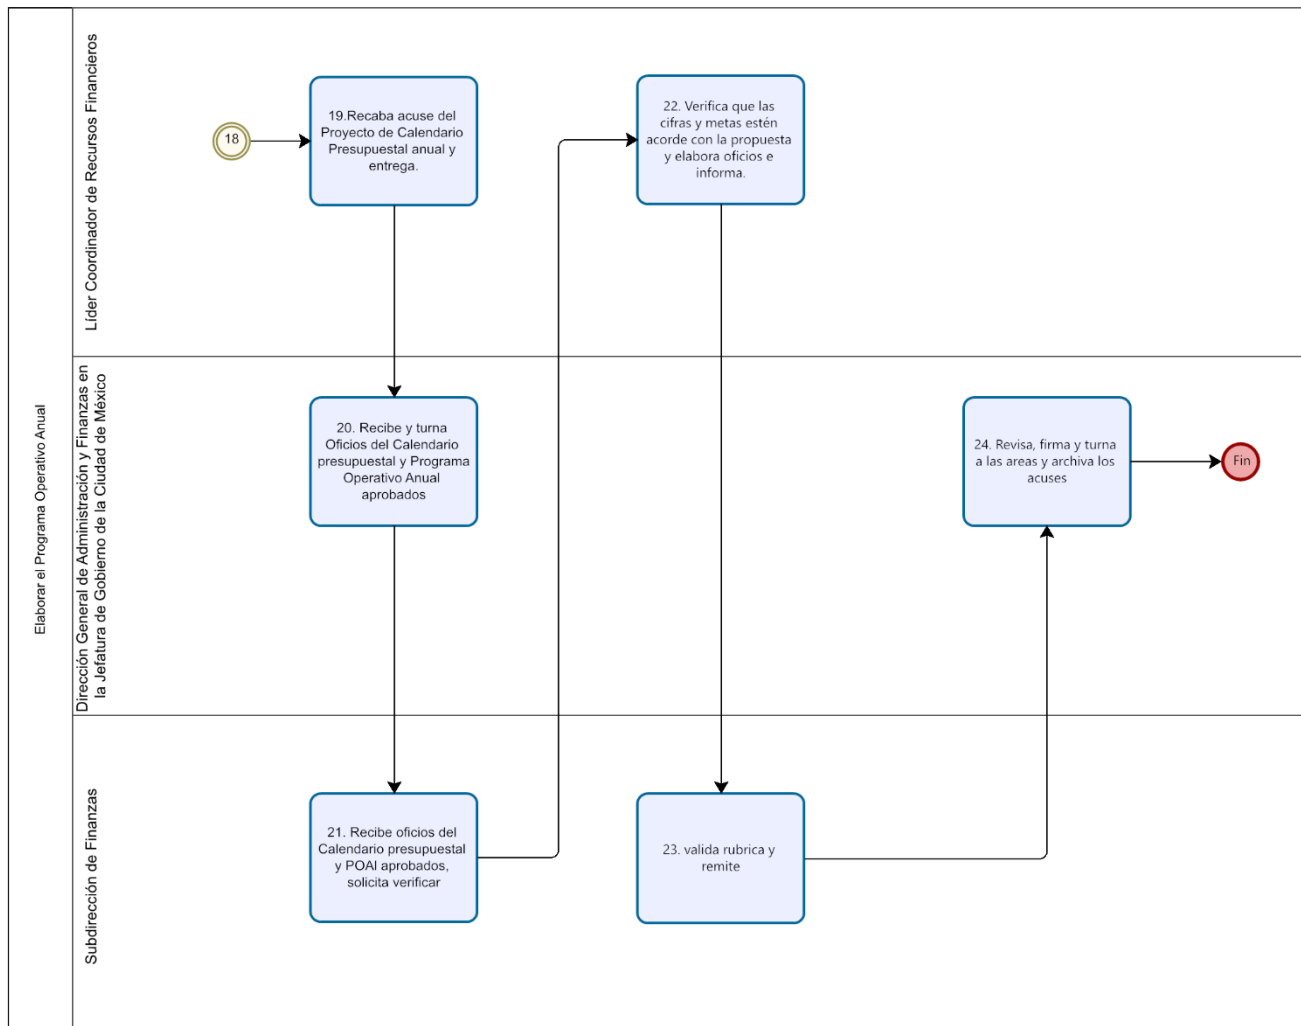 Elaborar el Programa Operativo Anual
Líder Coordinador de Recursos Financieros
18
19.Recaba acuse del
Proyecto de Calendario
Presupuestal anual y
entrega.
22. Verifica que las
cifras y metas estén
acorde con la propuesta
y elabora oficios e
informa.
Dirección General de Administración y Finanzas en
la Jefatura de Gobierno de la Ciudad de México
20. Recibe y turna
Oficios del Calendario
presupuestal y Programa
Operativo Anual
aprobados
24. Revisa, firma y turna
a las areas y archiva los
acuses
Fin
Subdirección de Finanzas
21. Recibe oficios del
Calendario presupuestal
y POAI aprobados,
solicita verificar
23. valida rubrica y
remite